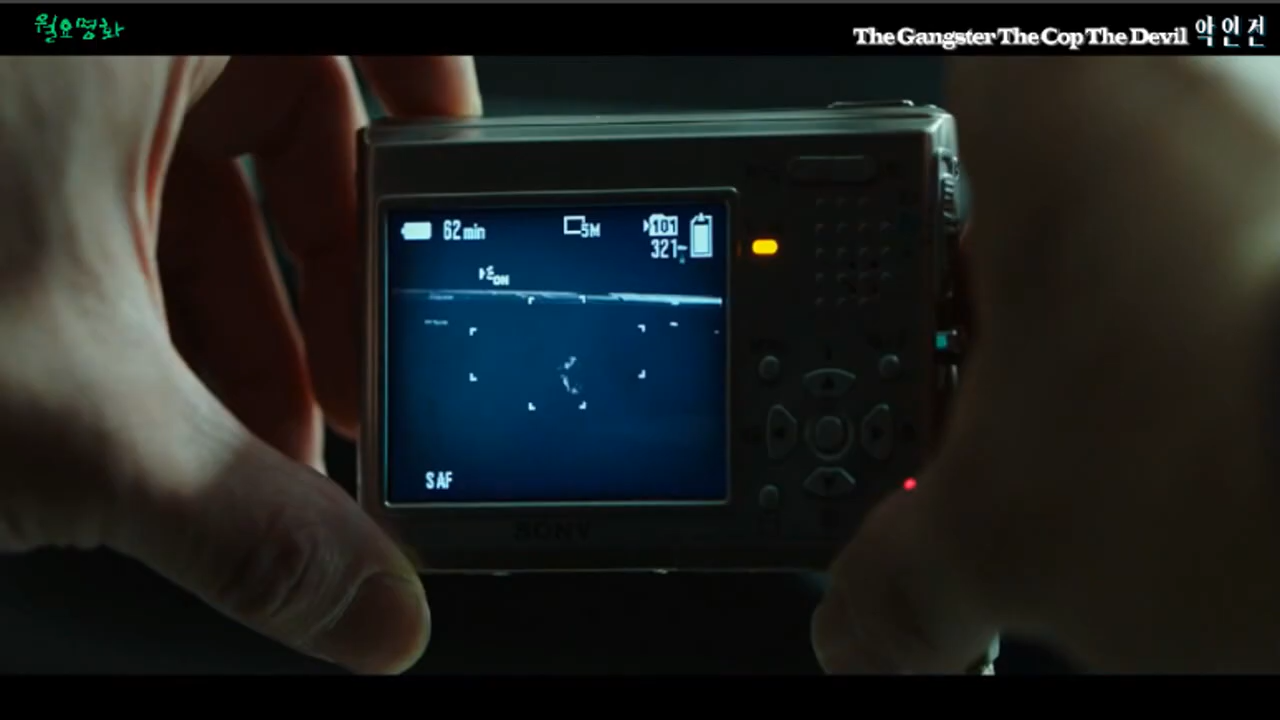 월요명화
The Gangster The Cop The Devil 악인전
62min
5M
101
321
ON
SAF
SONY